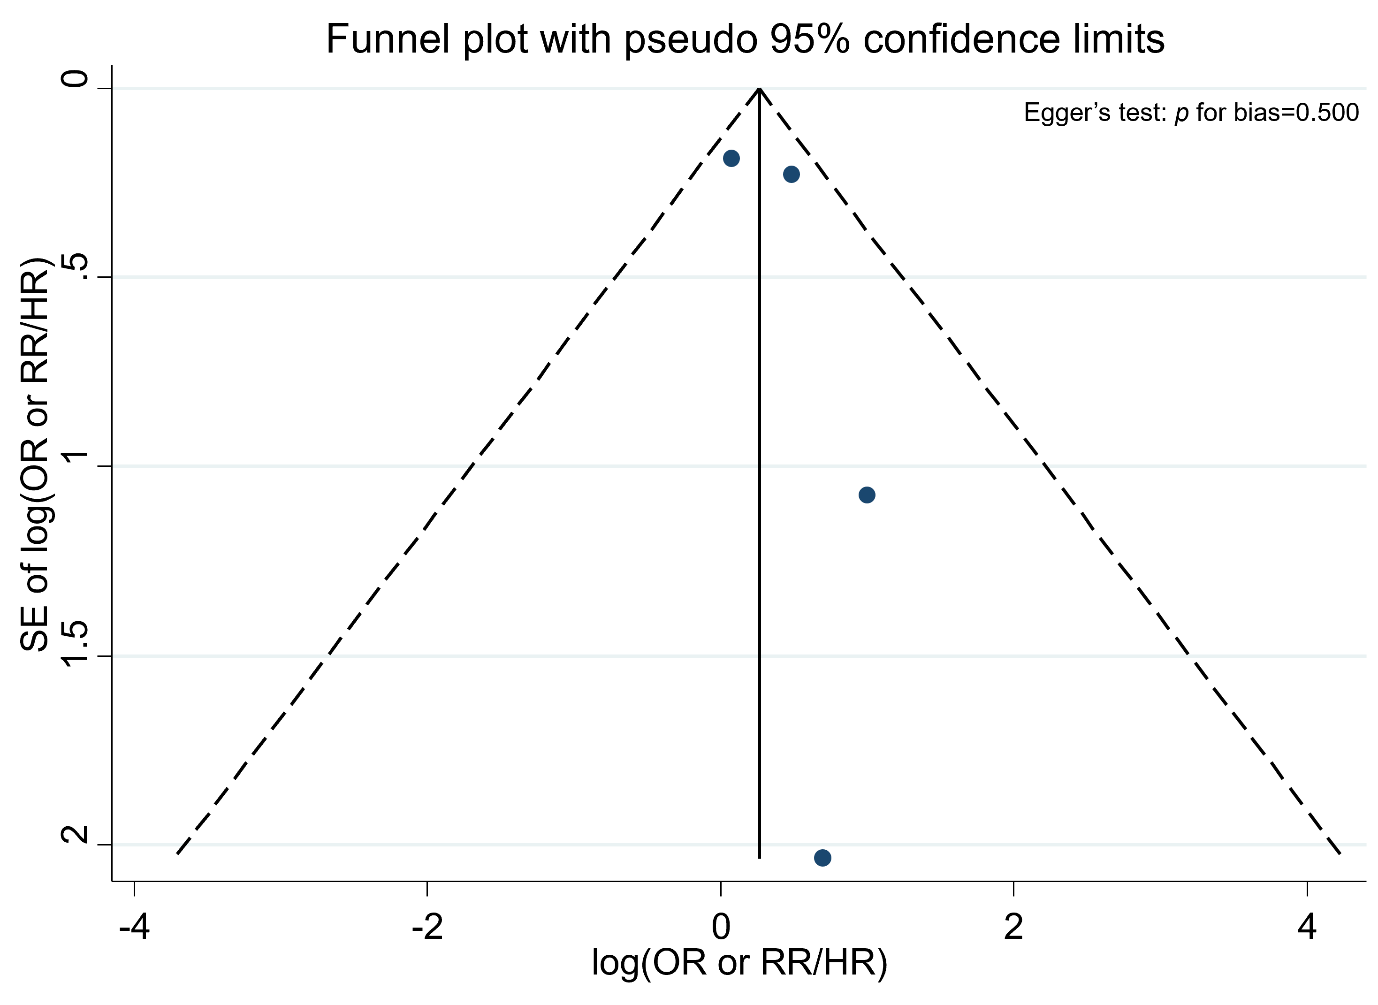 Funnel plot with pseudo 95% confidence limits
Egger's test: p for bias=0.500
SE of log(OR or RR/HR)
0
.5
1
1.5
2
-4
-2
0
2
4
log(OR or RR/HR)